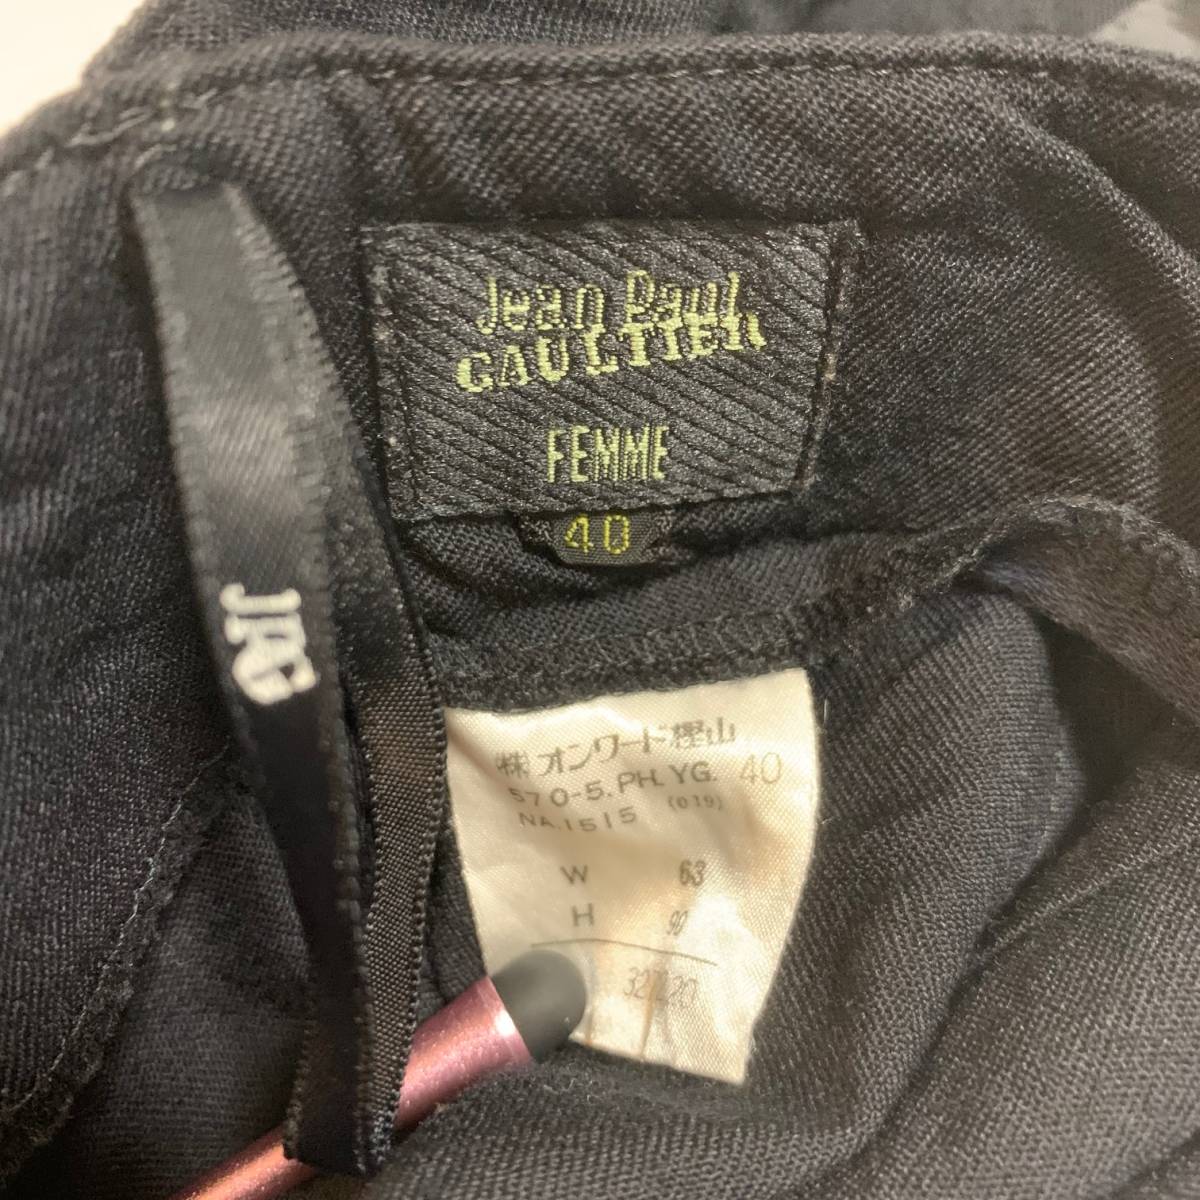 Jean Paul
GAULTIER
FEMME
40
JPG
(株)オンワード樫山
570-5.PH.YG. 40
NA.1515 (019)
W 63
H 90